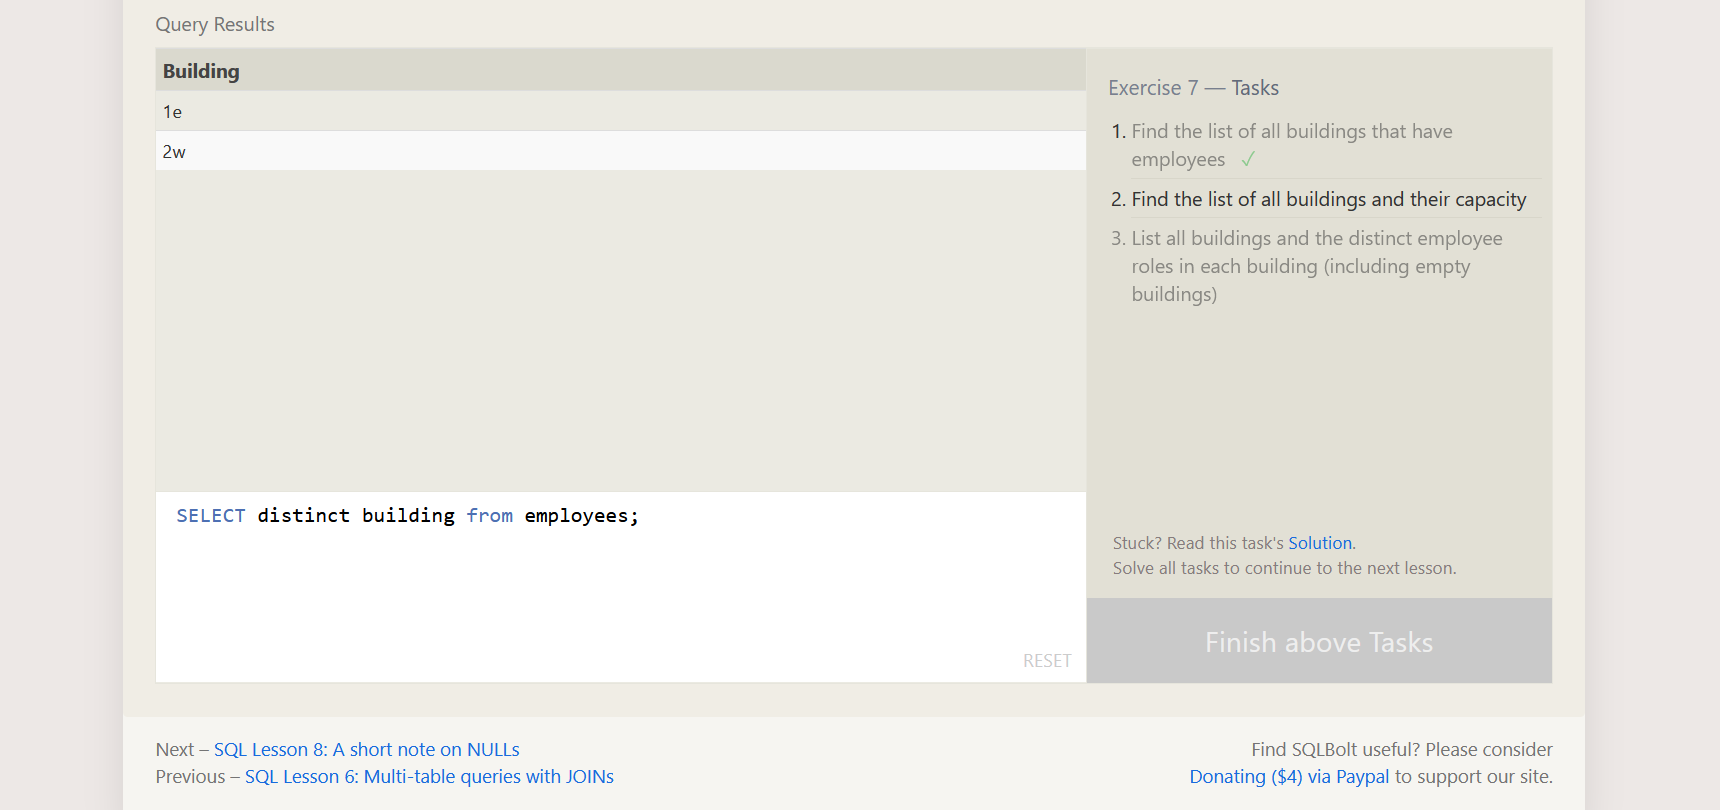 Query Results
Building
1e
2w
SELECT distinct building from employees;
RESET
Exercise 7 — Tasks
1. Find the list of all buildings that have
employees ✓
2. Find the list of all buildings and their capacity
3. List all buildings and the distinct employee
roles in each building (including empty
buildings)
Stuck? Read this task's Solution.
Solve all tasks to continue to the next lesson.
Finish above Tasks
Next – SQL Lesson 8: A short note on NULLs
Previous – SQL Lesson 6: Multi-table queries with JOINs
Find SQLBolt useful? Please consider
Donating ($4) via Paypal to support our site.